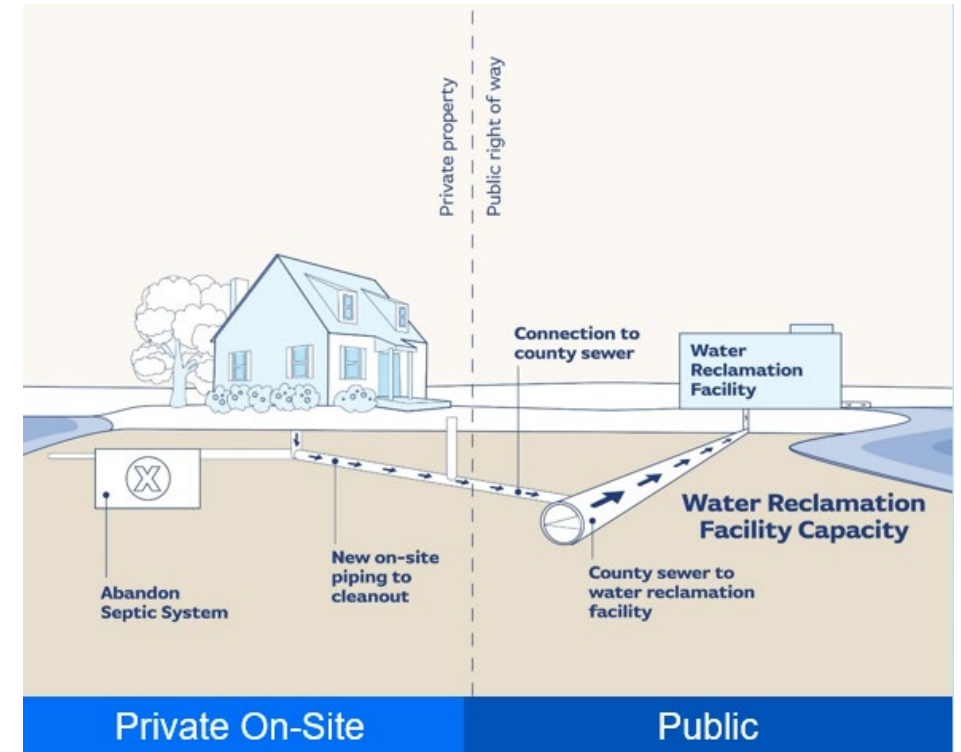 Private property
Public right of way
Connection to
county sewer
Water
Reclamation
Facility
X
Water Reclamation
Facility Capacity
New on-site
piping to
cleanout
County sewer to
water reclamation
facility
Abandon
Septic System
Private On-Site
Public